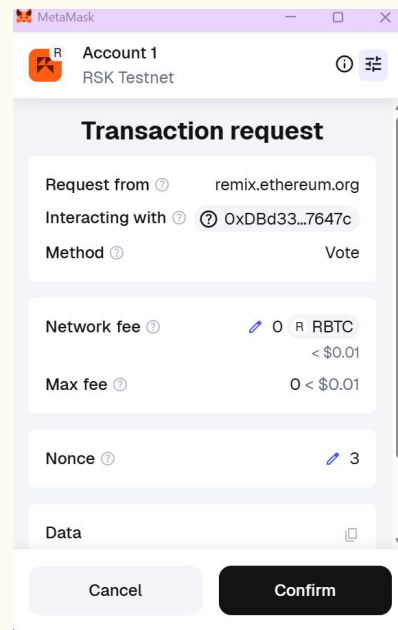 MetaMask
R
Account 1
RSK Testnet
Transaction request
Request from remix.ethereum.org
Interacting with 0xDBd33...7647c
Method Vote
Network fee 0 R RBTC
< $0.01
Max fee 0 < $0.01
Nonce 3
Data
Cancel Confirm